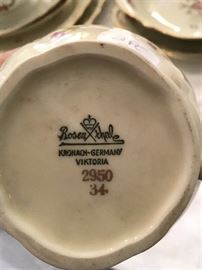 Rosenthal
KRONACH-GERMANY
VIKTORIA
2950
34.